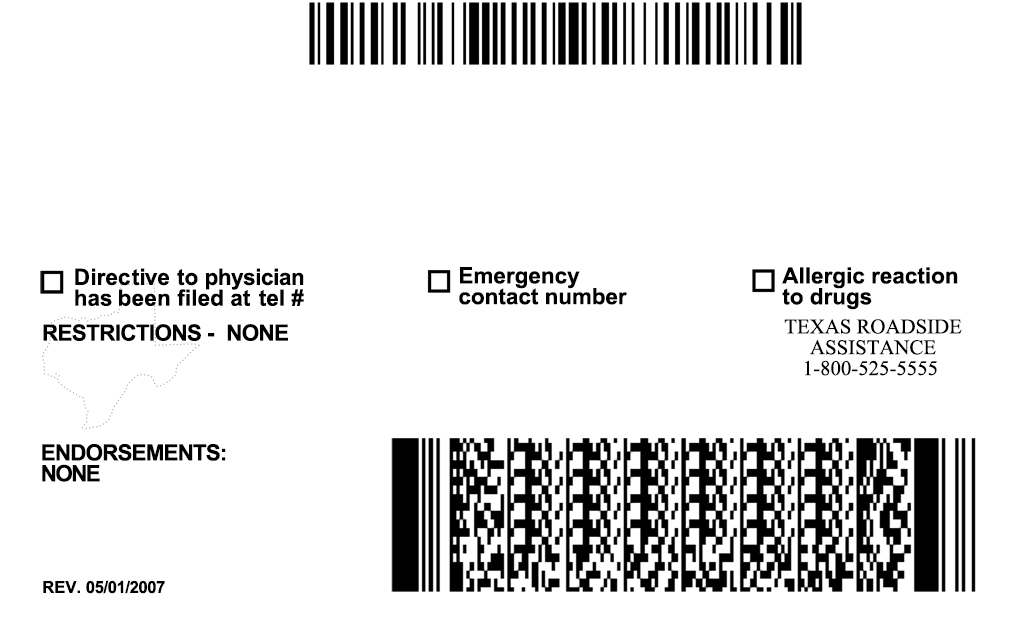 Directive to physician
has been filed at tel #
Emergency
contact number
Allergic reaction
to drugs
RESTRICTIONS - NONE
TEXAS ROADSIDE
ASSISTANCE
1-800-525-5555
ENDORSEMENTS:
NONE
REV. 05/01/2007